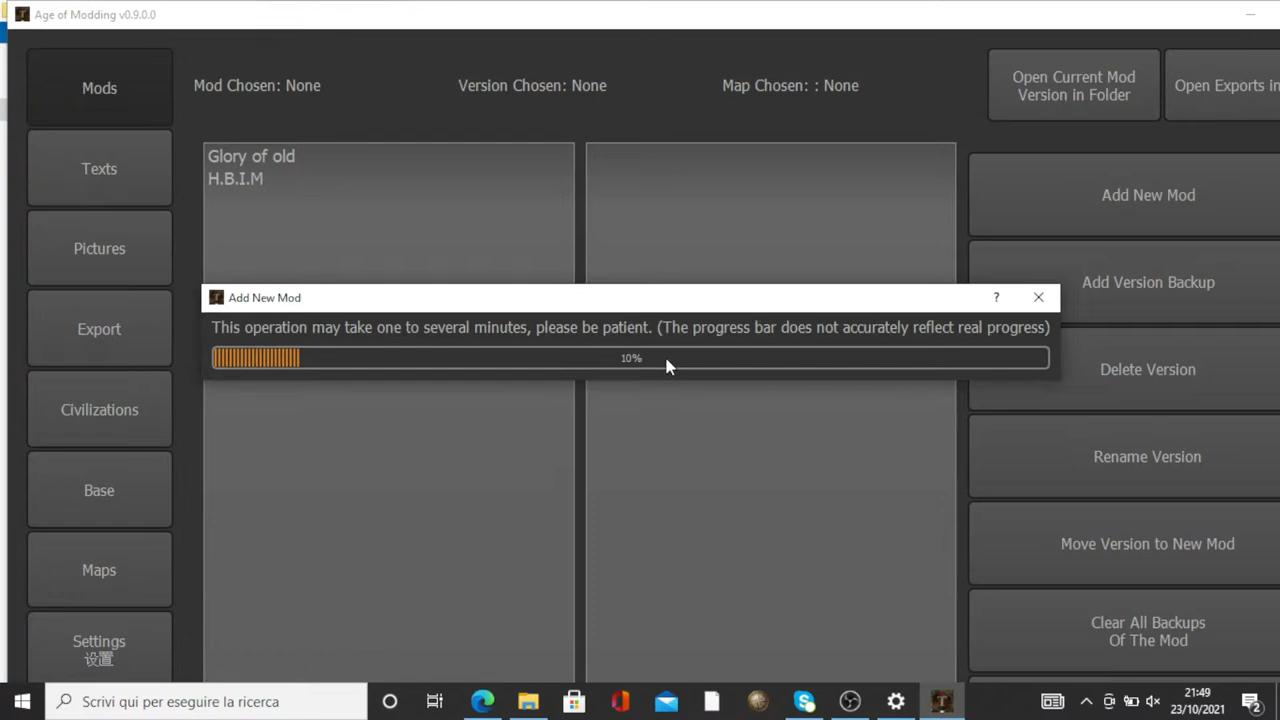 Age of Modding v0.9.0.0
Mods
Mod Chosen: None
Version Chosen: None
Map Chosen: : None
Open Current Mod
Version in Folder
Open Exports in
Texts
Pictures
Export
Civilizations
Base
Maps
Settings
设置
Glory of old
H.B.I.M
Add New Mod
Add Version Backup
Delete Version
Rename Version
Move Version to New Mod
Clear All Backups
Of The Mod
Add New Mod
?
This operation may take one to several minutes, please be patient. (The progress bar does not accurately reflect real progress)
10%
Scrivi qui per eseguire la ricerca
21:49
23/10/2021
2